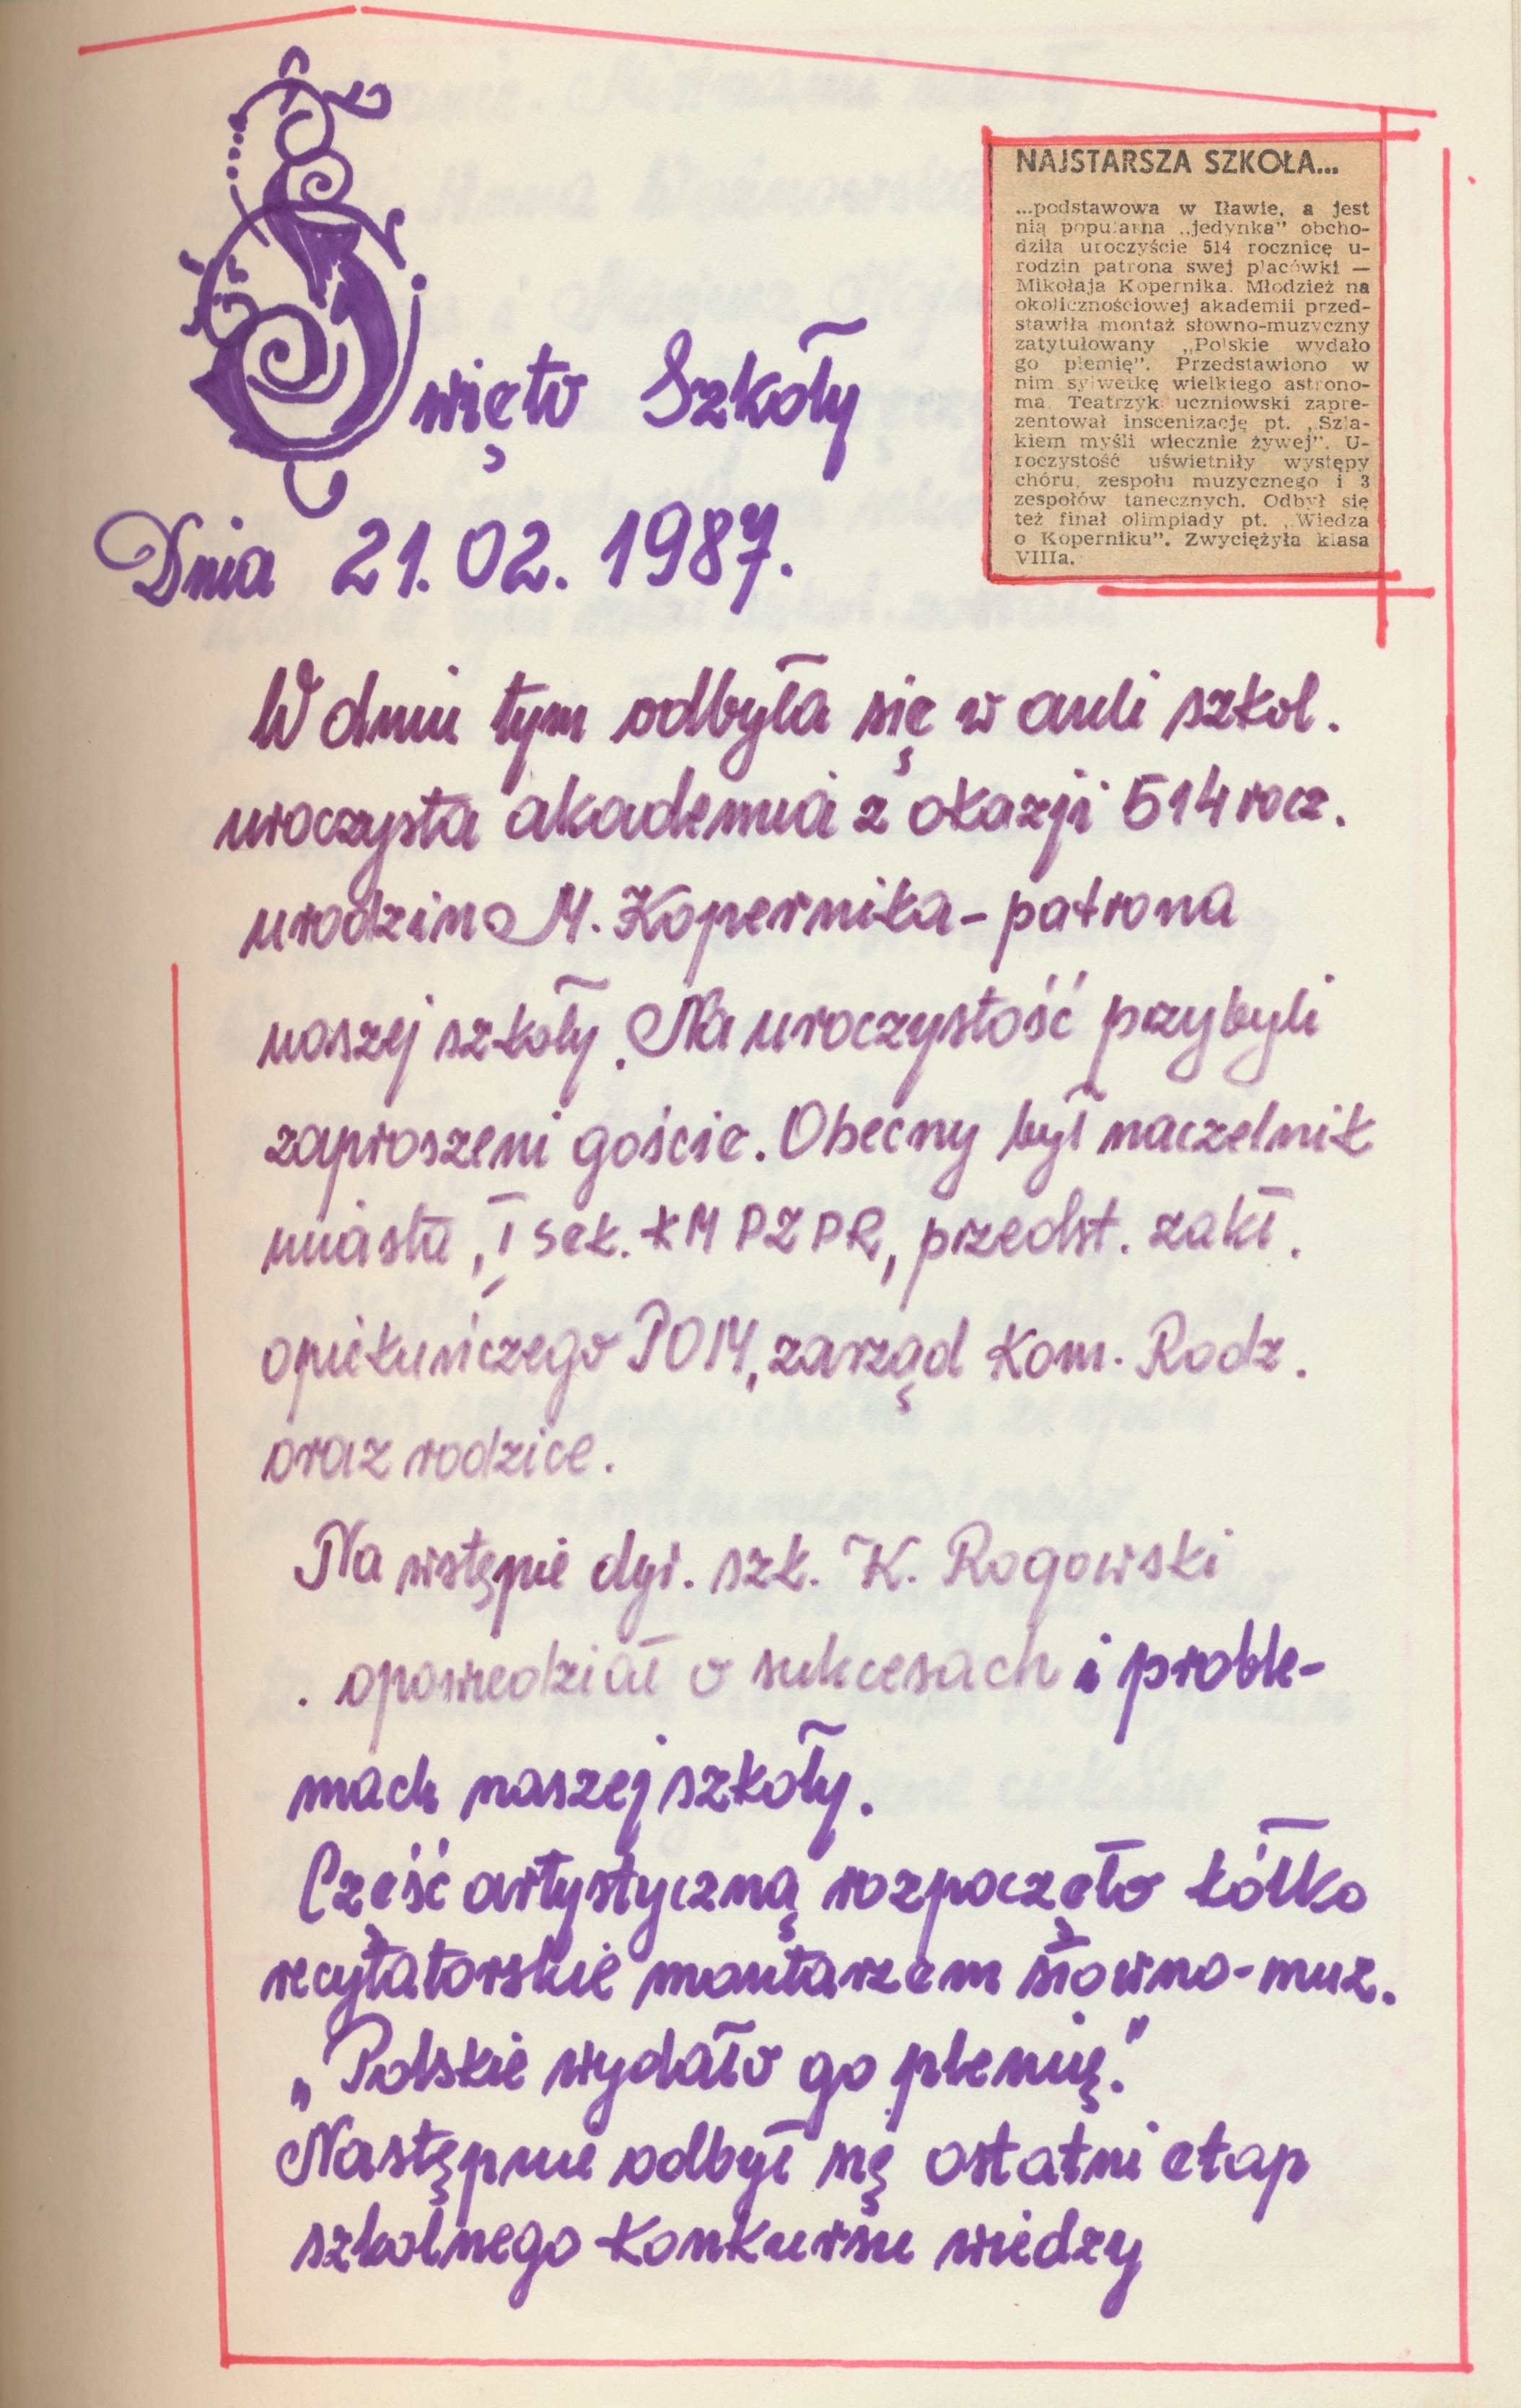 Święto Szkoły
Dnia 21.02.1987.
NAJSTARSZA SZKOŁA...
...podstawowa w Iławie, a jest
nią popularna „jedynka" obcho-
dziła uroczyście 514 rocznicę u-
rodzin patrona swej placówki —
Mikołaja Kopernika. Młodzież na
okolicznościowej akademii przed-
stawiła montaż słowno-muzyczny
zatytułowany „Polskie wydało
go plemię". Przedstawiono w
nim sylwetkę wielkiego astrono-
ma. Teatrzyk uczniowski zapre-
zentował inscenizację pt. „Szla-
kiem myśli wiecznie żywej". U-
roczystość uświetniły występy
chóru, zespołu muzycznego i 3
zespołów tanecznych. Odbył się
też finał olimpiady pt. „Wiedza
o Koperniku". Zwyciężyła klasa
VIIIa.
W dniu tym odbyła się w auli szkol.
uroczysta akademia z okazji 514 rocz.
urodzin M. Kopernika - patrona
naszej szkoły. Na uroczystość przybyli
zaproszeni goście. Obecny był naczelnik
miasta, I sek. KM PZPR, przedst. zakł.
opiekuńczego POM, zarząd Kom. Rodz.
oraz rodzice.
Na wstępie dyr. szk. K. Rogowski
. opowiedział o sukcesach i proble-
mach naszej szkoły.
Cześć artystyczną rozpoczęło kółko
recytatorskie montarzem słowno-muz.
„Polskie wydało go plemię."
Następnie odbył się ostatni etap
szkolnego konkursu wiedzy